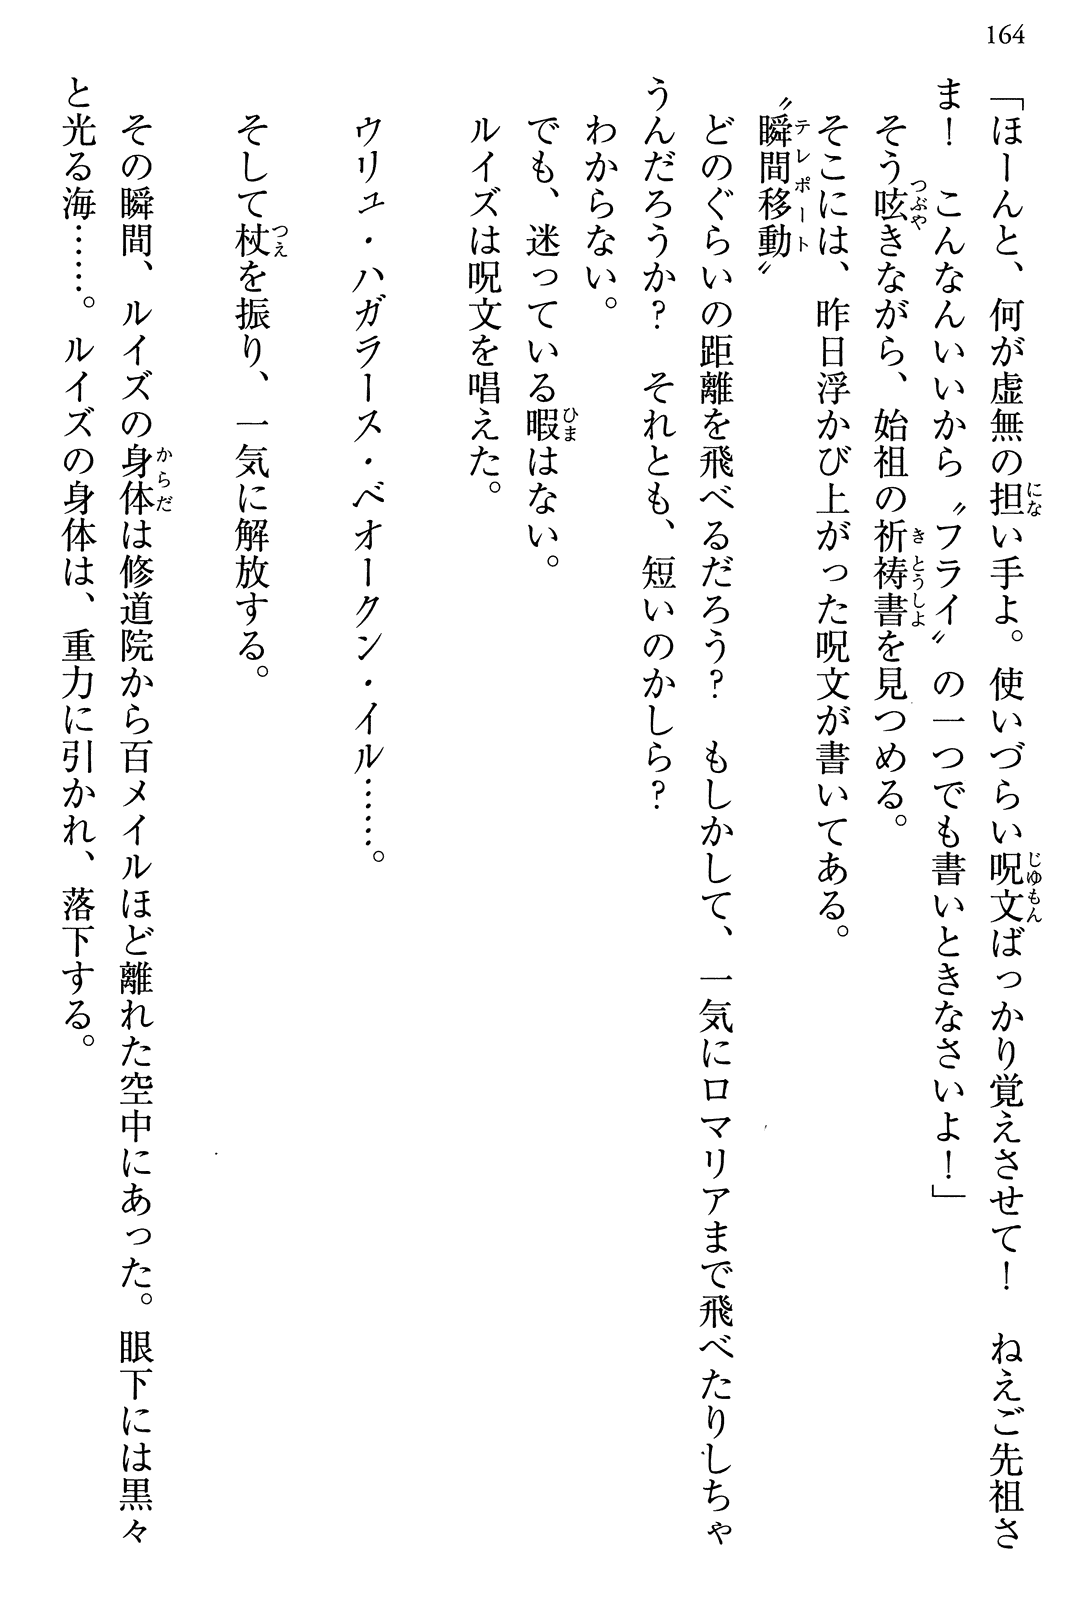 164
「ほーんと、何が虚無の担い手よ。使いづらい呪文ばっかり覚えさせて！　ねえご先祖さ
ま！　こんなんいいから〝フライ〟の一つでも書いときなさいよ！」
そう呟きながら、始祖の祈祷書を見つめる。
そこには、昨日浮かび上がった呪文が書いてある。
〝瞬間移動〟
どのぐらいの距離を飛べるだろう？　もしかして、一気にロマリアまで飛べたりしちゃ
うんだろうか？　それとも、短いのかしら？
わからない。
でも、迷っている暇はない。
ルイズは呪文を唱えた。
ウリュ・ハガラース・ベオークン・イル……。
そして杖を振り、一気に解放する。
その瞬間、ルイズの身体は修道院から百メイルほど離れた空中にあった。眼下には黒々
と光る海……。ルイズの身体は、重力に引かれ、落下する。